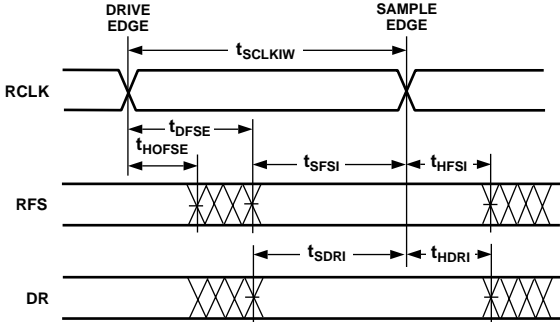 DRIVE EDGE
SAMPLE EDGE
tSCLKIW
RCLK
tDFSE
tHOFSE
tSFSI
tHFSI
RFS
tSDRI
tHDRI
DR